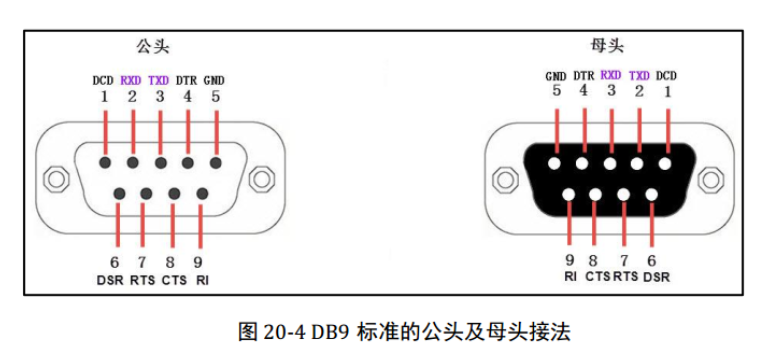 公头
母头
DCD RXD TXD DTR GND
1 2 3 4 5
GND DTR RXD TXD DCD
5 4 3 2 1
6 7 8 9
DSR RTS CTS RI
9 8 7 6
RI CTS RTS DSR
图 20-4 DB9 标准的公头及母头接法